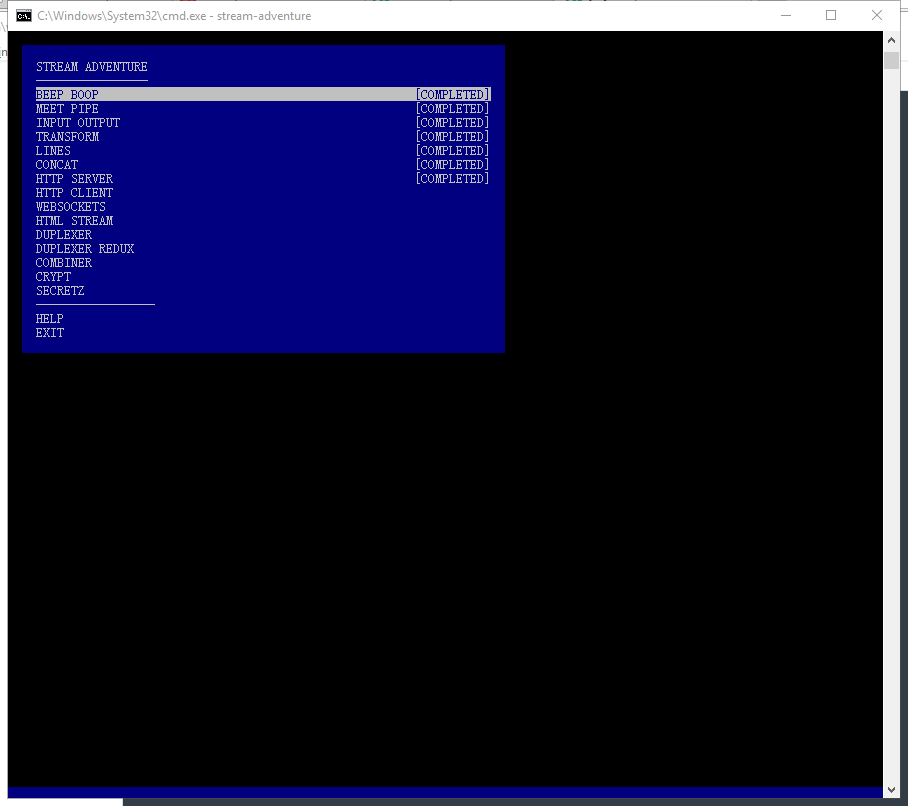 C:\Windows\System32\cmd.exe - stream-adventure
STREAM ADVENTURE
BEEP BOOP [COMPLETED]
MEET PIPE [COMPLETED]
INPUT OUTPUT [COMPLETED]
TRANSFORM [COMPLETED]
LINES [COMPLETED]
CONCAT [COMPLETED]
HTTP SERVER [COMPLETED]
HTTP CLIENT
WEBSOCKETS
HTML STREAM
DUPLEXER
DUPLEXER REDUX
COMBINER
CRYPT
SECRETZ
HELP
EXIT